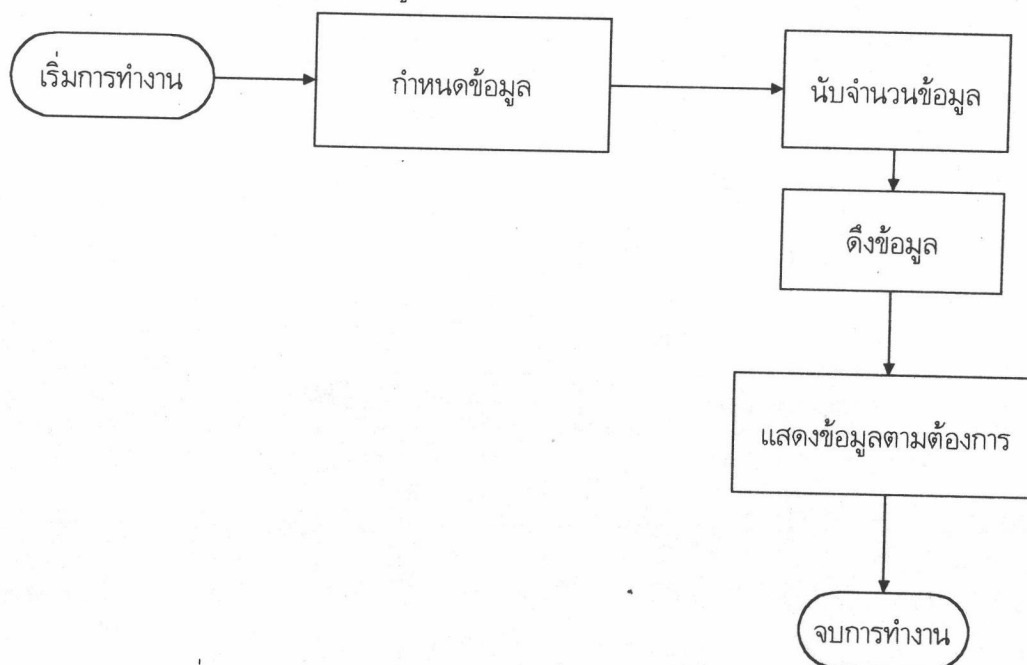 เริ่มการทำงาน
กำหนดข้อมูล
นับจำนวนข้อมูล
ดึงข้อมูล
แสดงข้อมูลตามต้องการ
จบการทำงาน